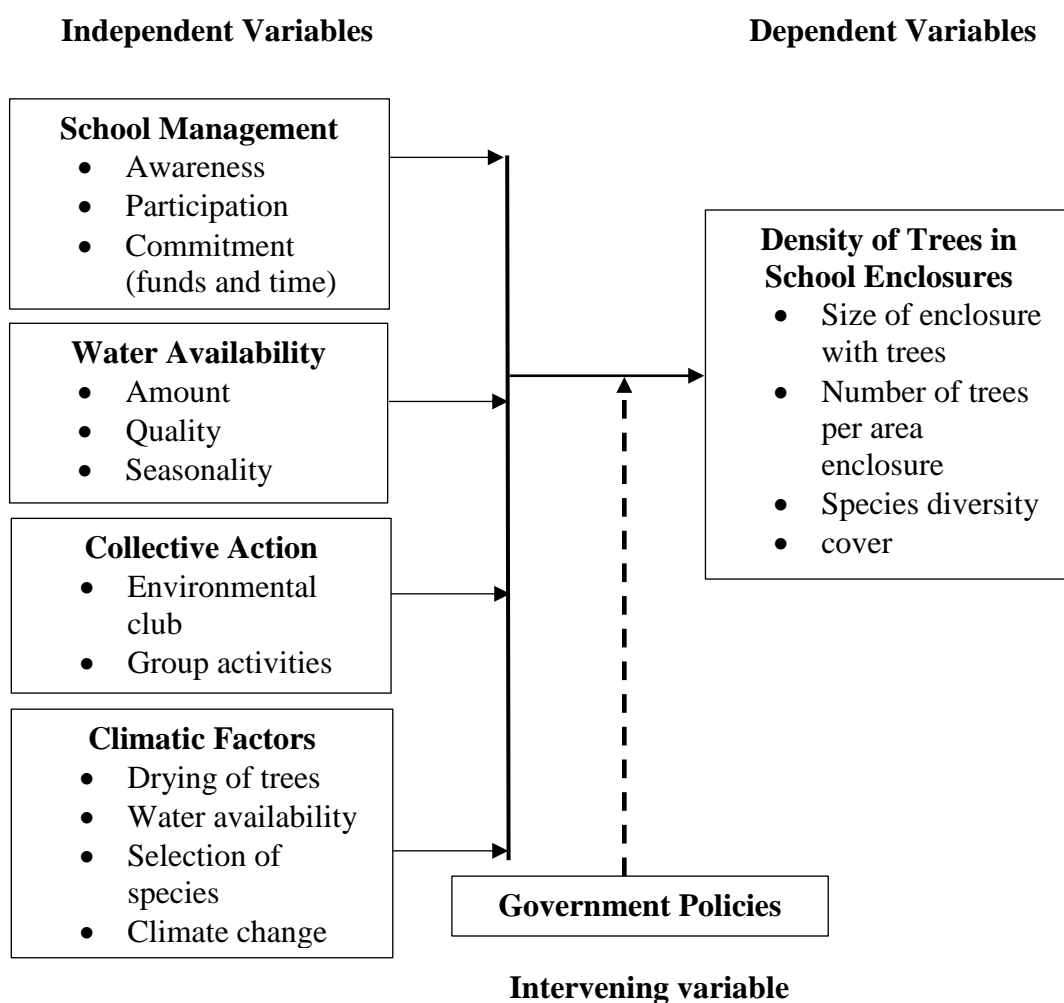 Independent Variables
Dependent Variables
School Management
• Awareness
• Participation
• Commitment
(funds and time)
Water Availability
• Amount
• Quality
• Seasonality
Collective Action
• Environmental
club
• Group activities
Climatic Factors
• Drying of trees
• Water availability
• Selection of
species
• Climate change
Density of Trees in
School Enclosures
• Size of enclosure
with trees
• Number of trees
per area
enclosure
• Species diversity
• cover
Government Policies
Intervening variable